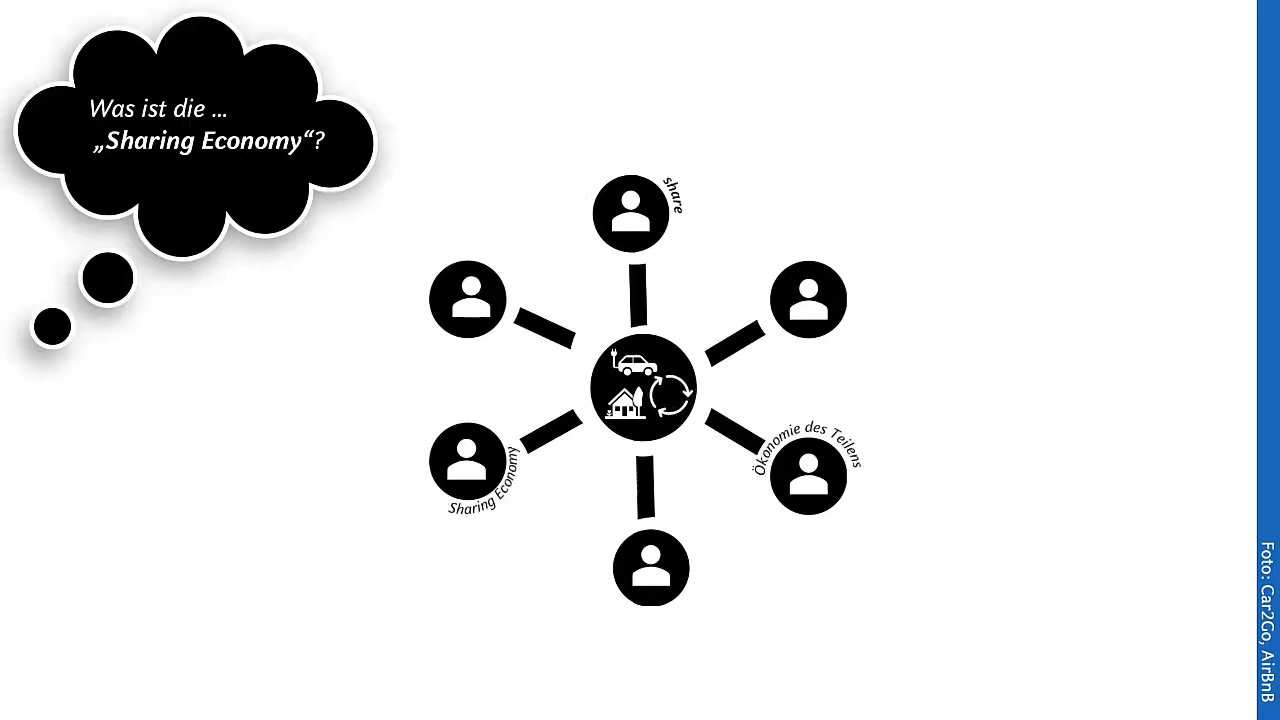 Was ist die ...
„Sharing Economy“?
share
Ökonomie des Teilens
Sharing Economy
Foto: Car2Go, AirBnB